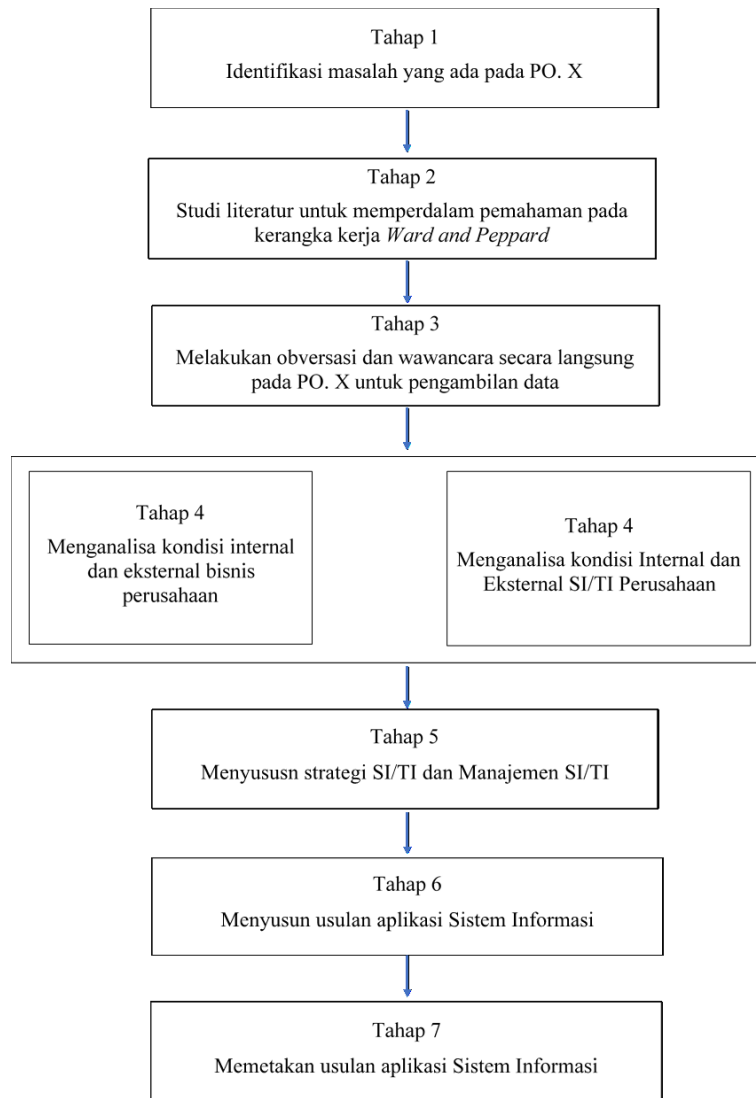 Tahap 1
Identifikasi masalah yang ada pada PO. X
Tahap 2
Studi literatur untuk memperdalam pemahaman pada
kerangka kerja Ward and Peppard
Tahap 3
Melakukan obversasi dan wawancara secara langsung
pada PO. X untuk pengambilan data
Tahap 4
Menganalisa kondisi internal
dan eksternal bisnis
perusahaan
Tahap 4
Menganalisa kondisi Internal dan
Eksternal SI/TI Perusahaan
Tahap 5
Menyususn strategi SI/TI dan Manajemen SI/TI
Tahap 6
Menyusun usulan aplikasi Sistem Informasi
Tahap 7
Memetakan usulan aplikasi Sistem Informasi